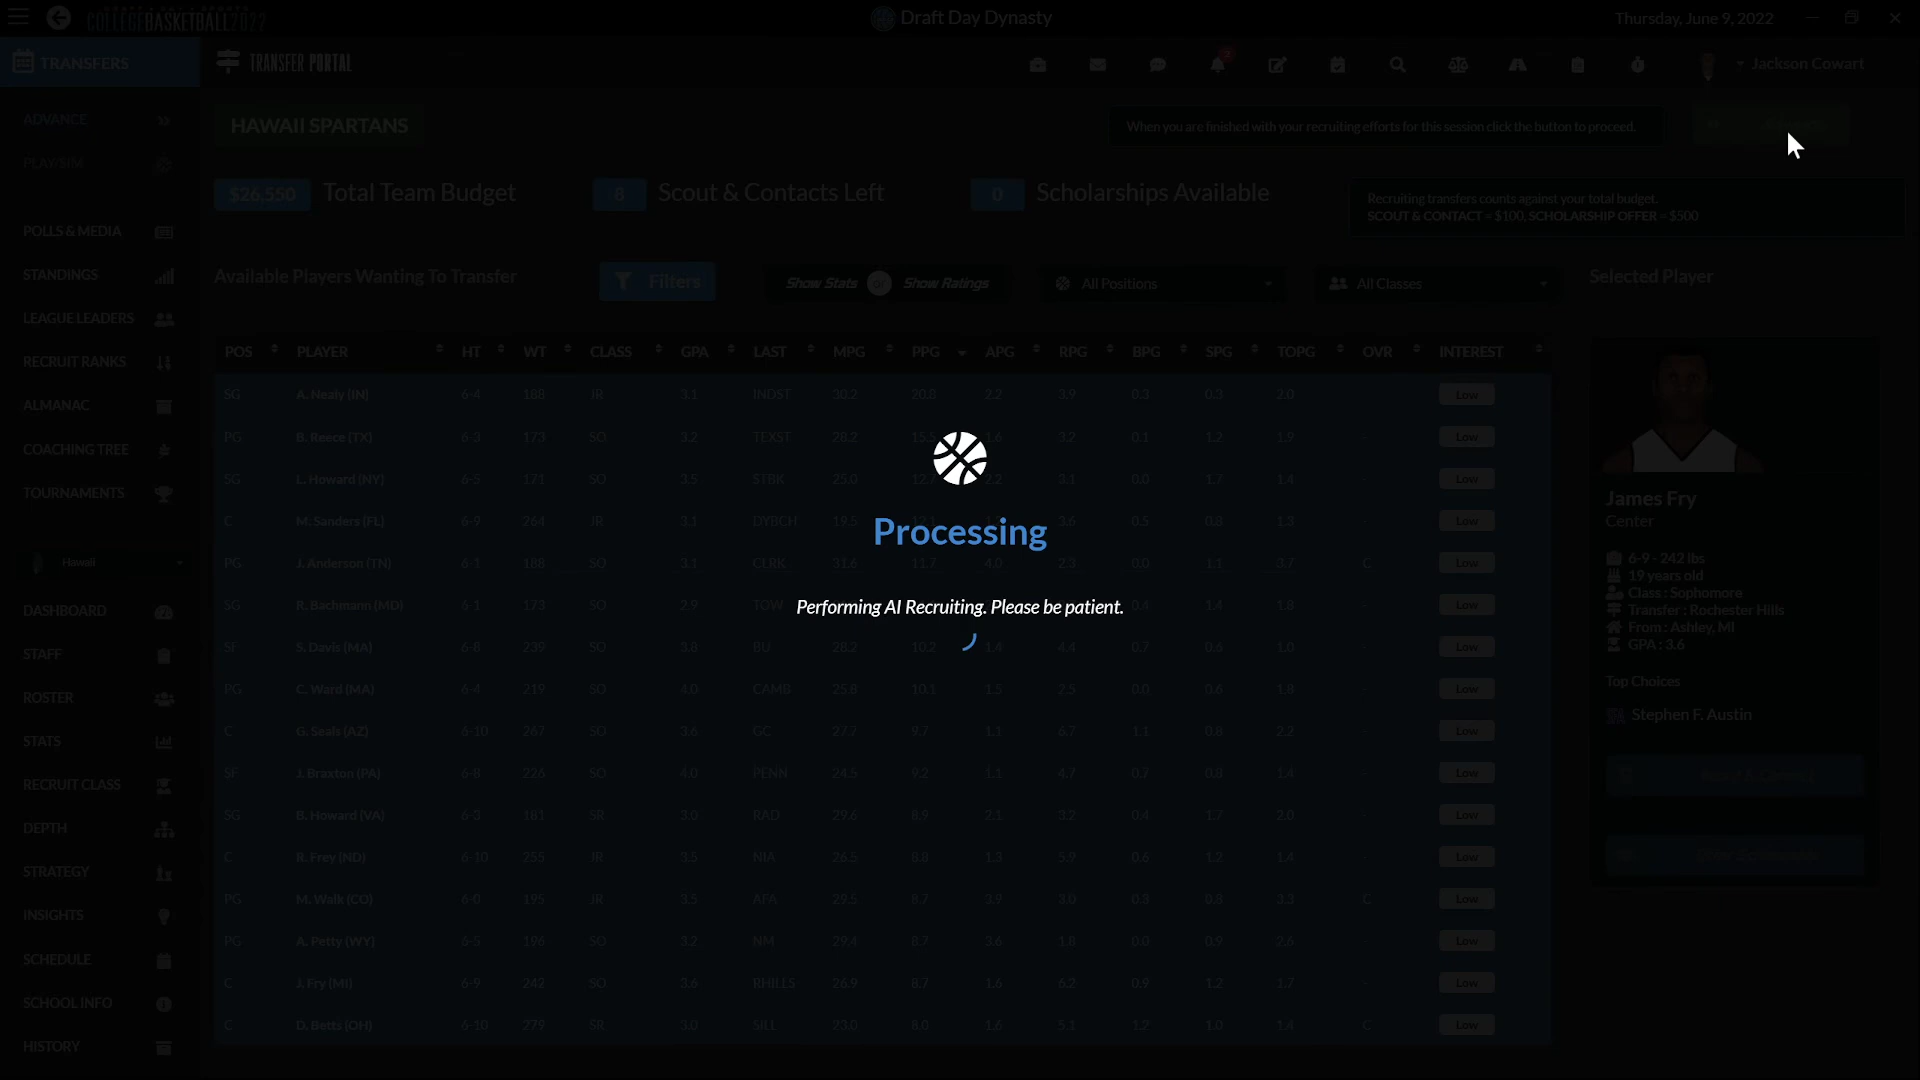 DRAFT DAY SPORTS
COLLEGE BASKETBALL 2022
Draft Day Dynasty
Thursday, June 9, 2022
TRANSFERS
TRANSFER PORTAL
2
Jackson Cowart
ADVANCE
PLAY/SIM
POLLS & MEDIA
STANDINGS
LEAGUE LEADERS
RECRUIT RANKS
ALMANAC
COACHING TREE
TOURNAMENTS
Hawaii
DASHBOARD
STAFF
ROSTER
STATS
RECRUIT CLASS
DEPTH
STRATEGY
INSIGHTS
SCHEDULE
SCHOOL INFO
HISTORY
HAWAII SPARTANS
When you are finished with your recruiting efforts for this session click the button to proceed.
$26,550 Total Team Budget
8 Scout & Contacts Left
0 Scholarships Available
Recruiting transfers counts against your total budget.
SCOUT & CONTACT = $100, SCHOLARSHIP OFFER = $500
Available Players Wanting To Transfer
Filters
Show Stats Show Ratings
All Positions
All Classes
Selected Player
POS PLAYER HT WT CLASS GPA LAST MPG PPG APG RPG BPG SPG TOPG OVR INTEREST
SG A. Nealy (IN) 6-4 188 JR 3.1 INDST 30.2 20.8 2.2 3.9 0.3 0.3 2.0 Low
PG B. Reece (TX) 6-3 173 SO 3.2 TEXST 28.2 15.5 1.6 3.2 0.1 1.2 1.9 - Low
SG L. Howard (NY) 6-5 171 SO 3.5 STBK 25.0 12.7 2.2 3.1 0.0 1.7 1.4 - Low
C M. Sanders (FL) 6-9 264 JR 3.1 DYBCH 19.5 12.1 3.6 0.5 0.8 1.3 - Low
PG J. Anderson (TN) 6-1 188 SO 3.1 CLRK 31.6 11.7 4.0 2.3 0.0 1.1 3.7 C Low
SG R. Bachmann (MD) 6-1 173 SO 2.9 TOW 0.4 1.4 1.8 - Low
SF S. Davis (MA) 6-8 239 SO 3.8 BU 28.2 10.2 1.4 4.4 0.7 0.6 1.0 - Low
PG C. Ward (MA) 6-4 219 SO 4.0 CAMB 25.8 10.1 1.5 2.5 0.0 0.6 1.8 - Low
C G. Seals (AZ) 6-10 267 SO 3.6 GC 27.7 9.7 1.1 6.7 1.1 0.8 2.2 - Low
SF J. Braxton (PA) 6-8 226 SO 4.0 PENN 24.5 9.2 1.1 4.7 0.7 0.8 1.4 - Low
SG B. Howard (VA) 6-3 181 SR 3.0 RAD 29.6 8.9 2.1 3.2 0.4 1.7 2.0 - Low
C R. Frey (ND) 6-10 255 JR 3.5 NIA 26.5 8.8 1.3 5.9 0.6 1.2 1.4 - Low
PG M. Walk (CO) 6-0 195 JR 3.5 AFA 29.5 8.7 3.9 3.0 0.3 0.8 3.3 C Low
PG A. Petty (WY) 6-5 196 SO 3.2 NM 29.4 8.7 3.6 1.8 0.0 0.9 2.6 - Low
C J. Fry (MI) 6-9 242 SO 3.6 RHILLS 26.9 8.7 1.6 6.2 0.9 1.2 1.7 - Low
C D. Betts (OH) 6-10 279 SR 3.0 SILL 23.0 8.0 1.6 5.1 1.2 1.0 1.4 C Low
Processing
Performing AI Recruiting. Please be patient.
James Fry
Center
6-9 - 242 lbs
19 years old
Class : Sophomore
Transfer : Rochester Hills
From : Ashley, MI
GPA : 3.6
Top Choices
Stephen F. Austin
Scout & Contact
Offer Scholarship